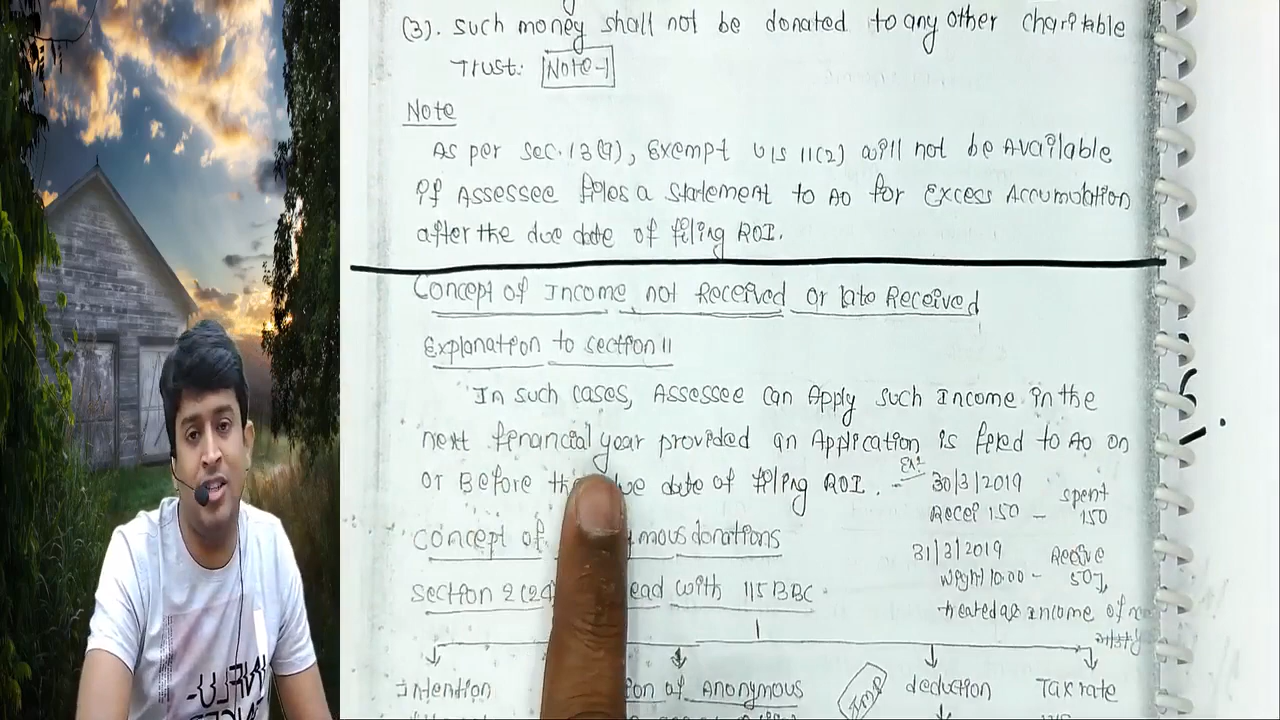 (3). such money shall not be donated to any other charitable
Trust: Note-1
Note
As per sec.13(9), Exempt u/s 11(2) will not be Available
if Assessee files a statement to AO for Excess Accumulation
after the due date of filing ROI.
Concept of Income not Received or late Received
Explanation to section 11
In such cases, Assessee can Apply such Income in the
next financial year provided an Application is filed to AO on
or Before due date of filing ROI. - Ex:
30/3/2019
Recei 150 - spent 150
31/3/2019 Receive
10.00 - 50
treated as income of
Concept of donations
section 2(24) read with 115BBC
Intention of Anonymous deduction Tax rate
Imp